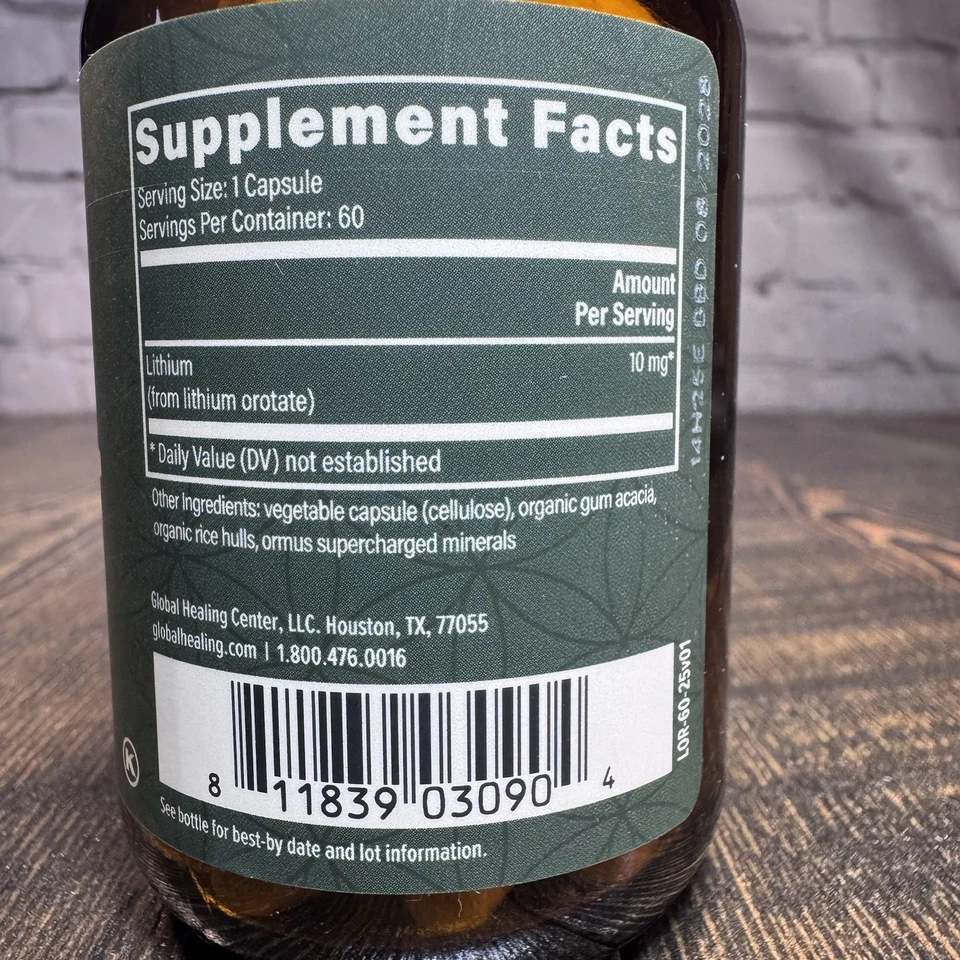 Supplement Facts
Serving Size: 1 Capsule
Servings Per Container: 60
Amount
Per Serving
Lithium 10 mg*
(from lithium orotate)
* Daily Value (DV) not established
Other Ingredients: vegetable capsule (cellulose), organic gum acacia,
organic rice hulls, ormus supercharged minerals
Global Healing Center, LLC. Houston, TX, 77055
globalhealing.com | 1.800.476.0016
8 11839 03090 4
K
See bottle for best-by date and lot information.
LOR-60-25v01
14H25E BBD 08/2028